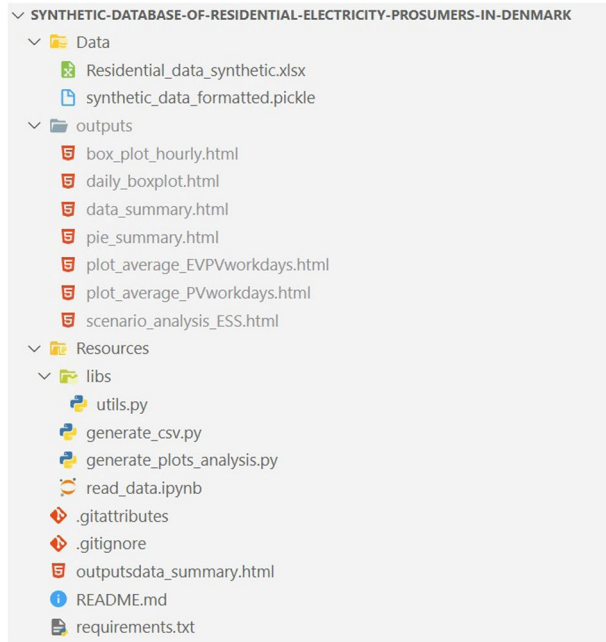 SYNTHETIC-DATABASE-OF-RESIDENTIAL-ELECTRICITY-PROSUMERS-IN-DENMARK
Data
Residential_data_synthetic.xlsx
synthetic_data_formatted.pickle
outputs
box_plot_hourly.html
daily_boxplot.html
data_summary.html
pie_summary.html
plot_average_EVPVworkdays.html
plot_average_PVworkdays.html
scenario_analysis_ESS.html
Resources
libs
utils.py
generate_csv.py
generate_plots_analysis.py
read_data.ipynb
.gitattributes
.gitignore
outputsdata_summary.html
README.md
requirements.txt